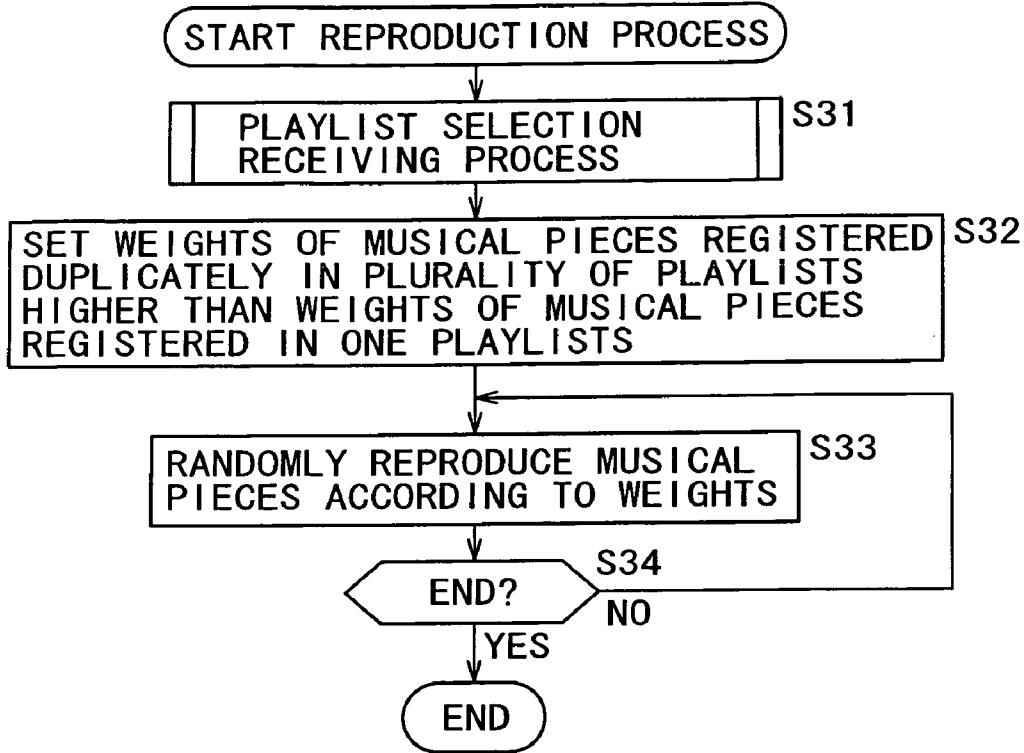 START REPRODUCTION PROCESS
PLAYLIST SELECTION
RECEIVING PROCESS
S31
SET WEIGHTS OF MUSICAL PIECES REGISTERED
DUPLICATELY IN PLURALITY OF PLAYLISTS
HIGHER THAN WEIGHTS OF MUSICAL PIECES
REGISTERED IN ONE PLAYLISTS
S32
RANDOMLY REPRODUCE MUSICAL
PIECES ACCORDING TO WEIGHTS
S33
END?
S34
NO
YES
END